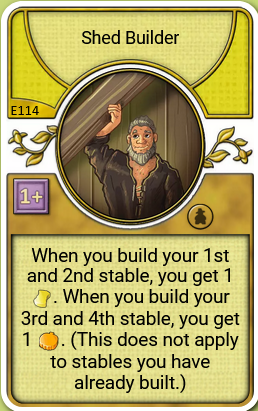 Shed Builder
E114
1+
When you build your 1st
and 2nd stable, you get 1
. When you build your
3rd and 4th stable, you get
1 . (This does not apply
to stables you have
already built.)